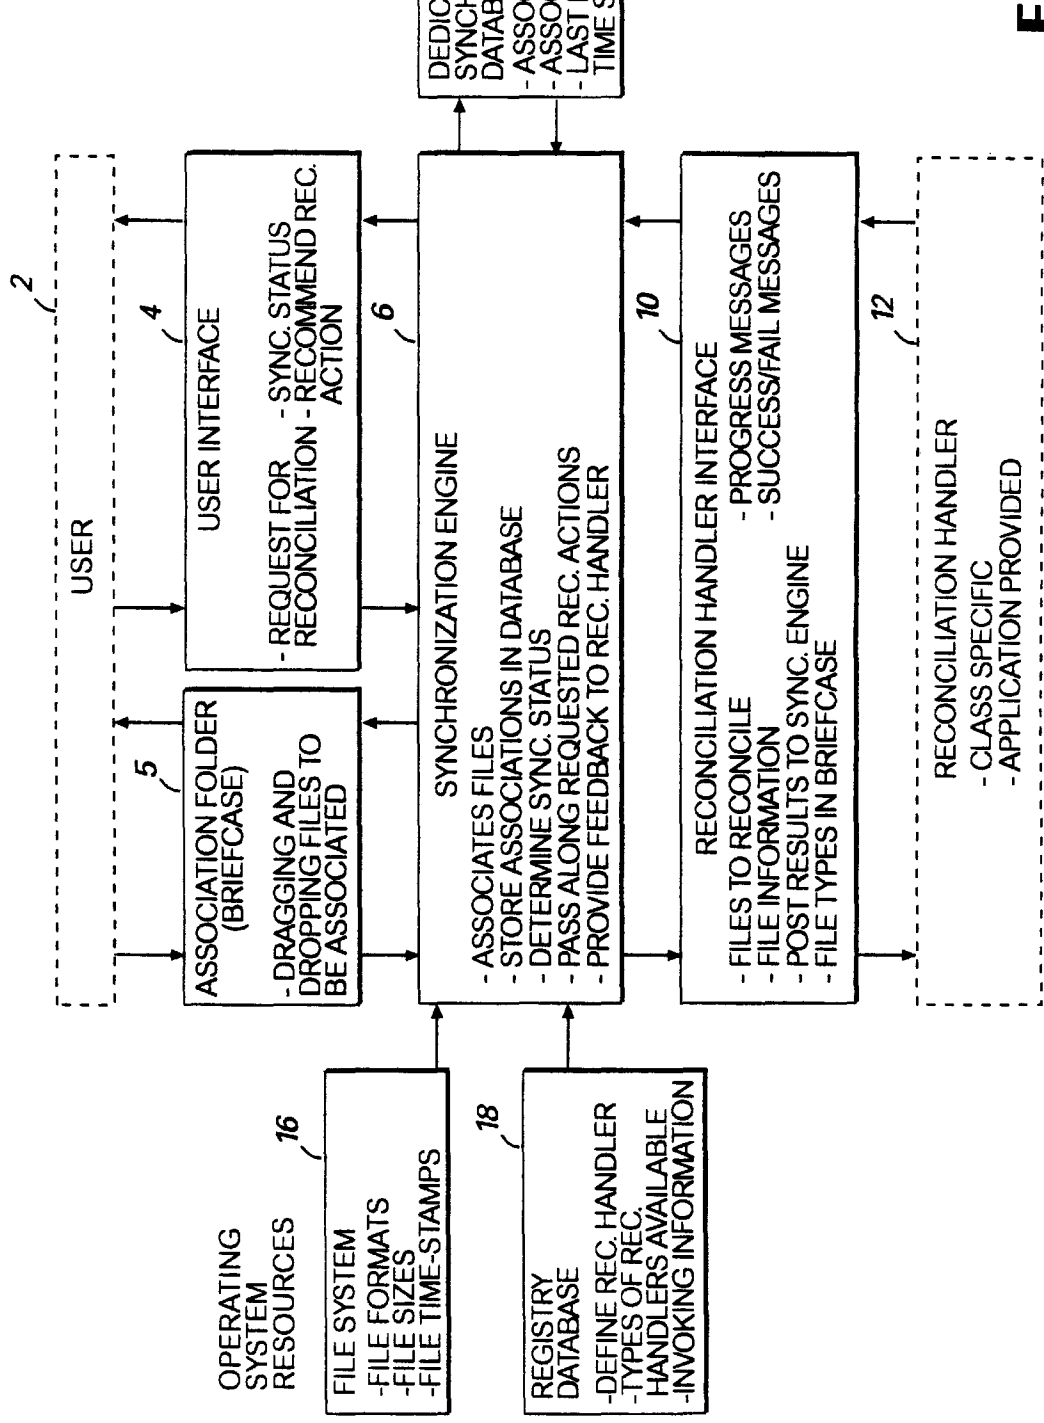 2
USER
5
ASSOCIATION FOLDER
(BRIEFCASE)
- DRAGGING AND
DROPPING FILES TO
BE ASSOCIATED
4
USER INTERFACE
- REQUEST FOR
RECONCILIATION
- SYNC. STATUS
- RECOMMEND REC.
ACTION
OPERATING
SYSTEM
RESOURCES
16
FILE SYSTEM
-FILE FORMATS
-FILE SIZES
-FILE TIME-STAMPS
6
SYNCHRONIZATION ENGINE
- ASSOCIATES FILES
- STORE ASSOCIATIONS IN DATABASE
- DETERMINE SYNC. STATUS
- PASS ALONG REQUESTED REC. ACTIONS
- PROVIDE FEEDBACK TO REC. HANDLER
DEDIC
SYNCH
DATAB
- ASSO
- ASSO
- LAST
TIME S
18
REGISTRY
DATABASE
-DEFINE REC. HANDLER
-TYPES OF REC.
HANDLERS AVAILABLE
-INVOKING INFORMATION
10
RECONCILIATION HANDLER INTERFACE
- FILES TO RECONCILE
- FILE INFORMATION
- POST RESULTS TO SYNC. ENGINE
- FILE TYPES IN BRIEFCASE
- PROGRESS MESSAGES
- SUCCESS/FAIL MESSAGES
12
RECONCILIATION HANDLER
- CLASS SPECIFIC
- APPLICATION PROVIDED